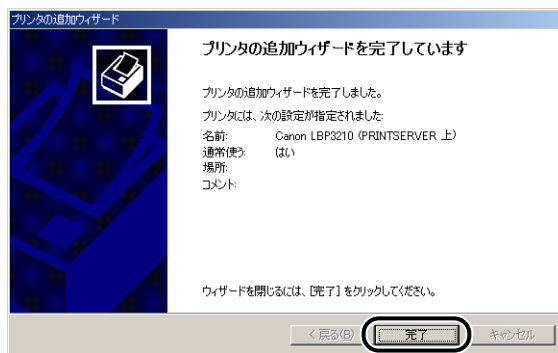 プリンタの追加ウィザード
プリンタの追加ウィザードを完了しています
プリンタの追加ウィザードを完了しました。
プリンタには、次の設定が指定されました:
名前: Canon LBP3210 (PRINTSERVER 上)
通常使う: はい
場所:
コメント:
ウィザードを閉じるには、[完了] をクリックしてください。
< 戻る(B) 完了 キャンセル